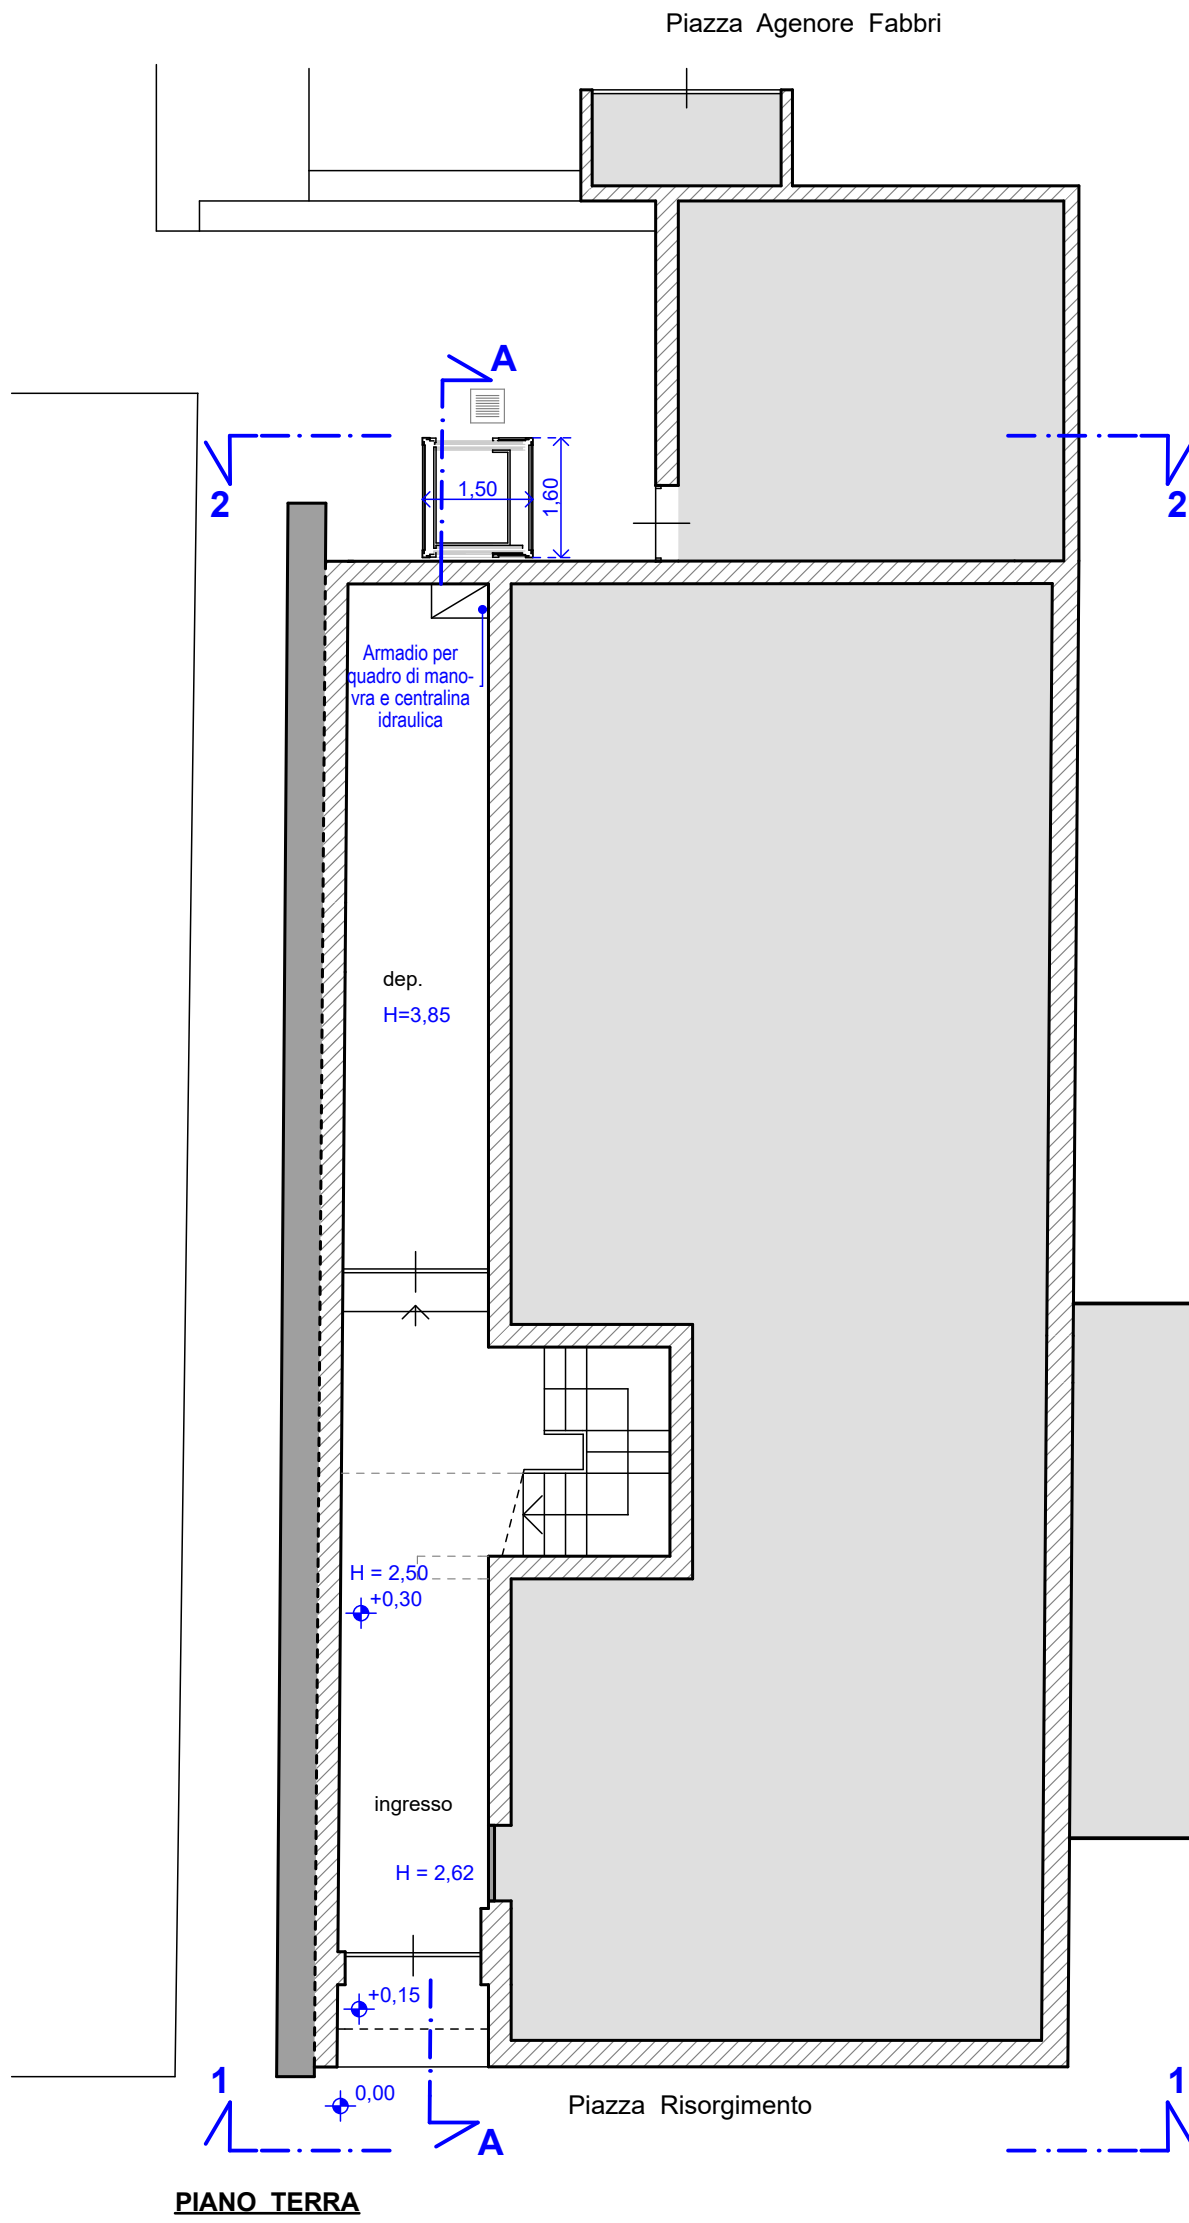 Piazza Agenore Fabbri
A
2
2
1,50
1,60
Armadio per
quadro di mano-
vra e centralina
idraulica
dep.
H=3,85
H = 2,50
+0,30
ingresso
H = 2,62
+0,15
1
1
0,00
Piazza Risorgimento
A
PIANO TERRA